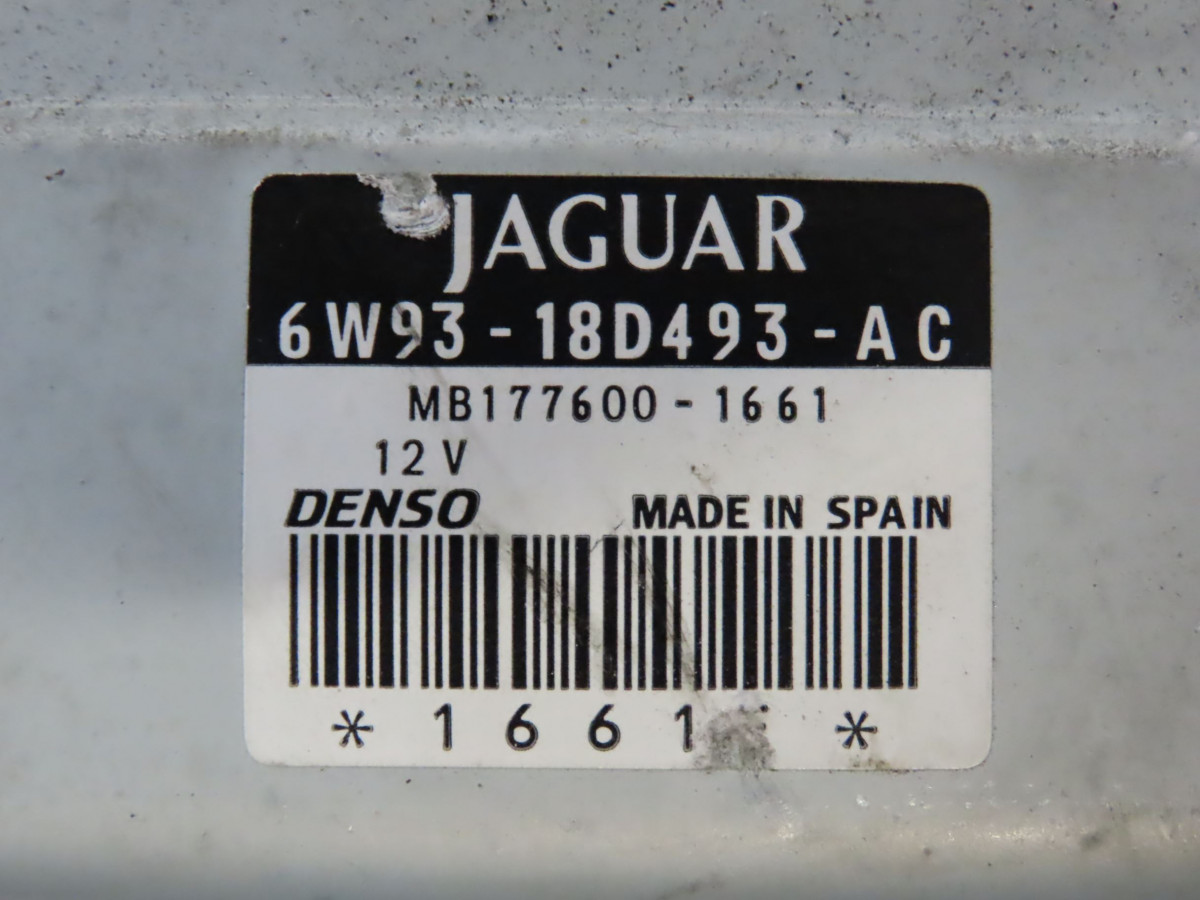 JAGUAR
6W93-18D493-AC
MB177600-1661
12V
DENSO MADE IN SPAIN
*1661 *